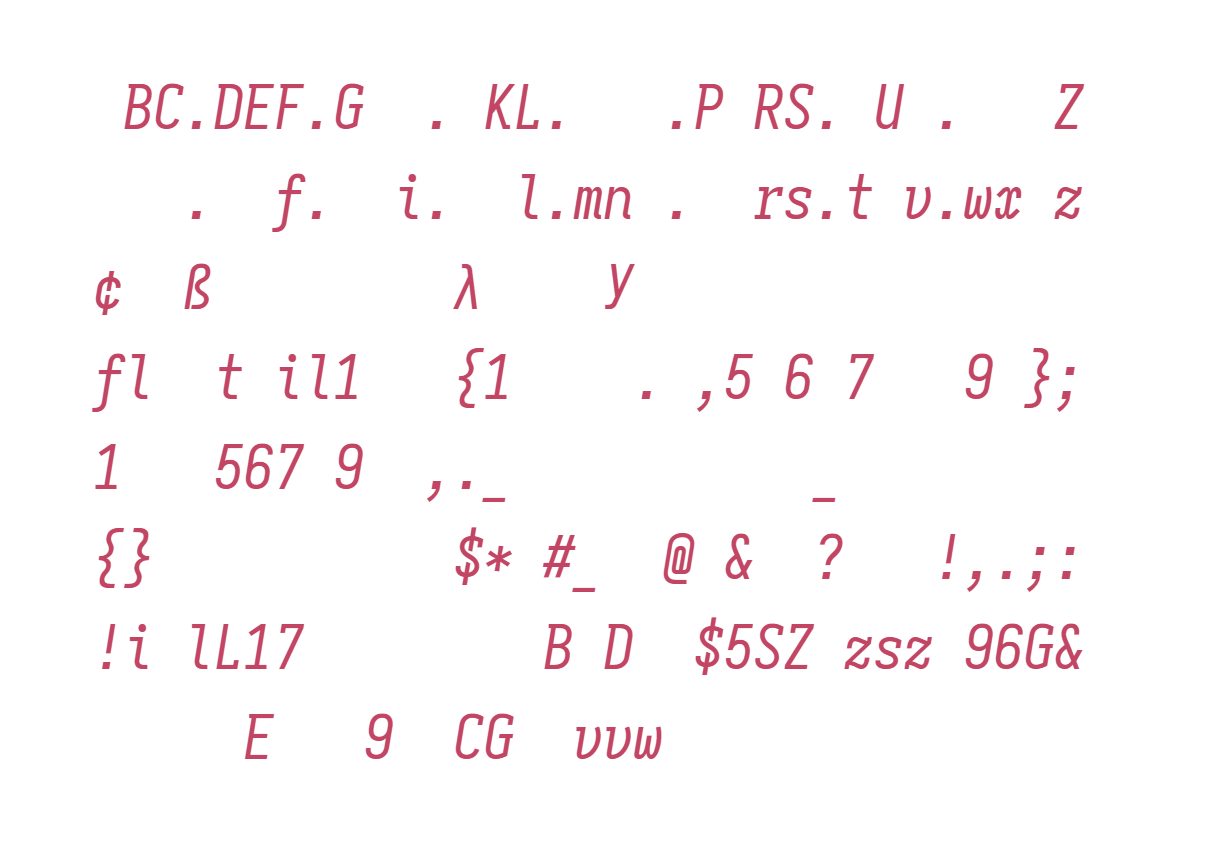 BC.DEF.G  . KL.   .P RS. U .   Z
.  f.  i.  l.mn .  rs.t v.wx z
¢  ß        λ    У
fl  t il1   {1    . ,5 6 7   9 };
1   567 9  ,._          _
{}          $* #_  @ &  ?   !,.;:
!i lL17        B D  $5SZ zsz 96G&
E   9  CG  vvw